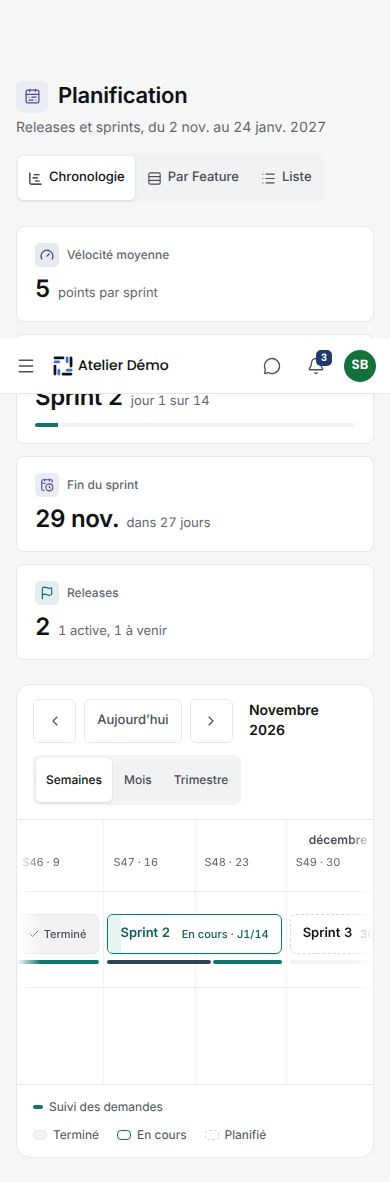 Planification
Releases et sprints, du 2 nov. au 24 janv. 2027
Chronologie Par Feature Liste
Vélocité moyenne
5 points par sprint
Atelier Démo 3 SB
Sprint 2 jour 1 sur 14
Fin du sprint
29 nov. dans 27 jours
Releases
2 1 active, 1 à venir
Aujourd’hui
Novembre
2026
Semaines Mois Trimestre
décembre
S46 · 9 S47 · 16 S48 · 23 S49 · 30
Terminé Sprint 2 En cours · J1/14 Sprint 3
Suivi des demandes
Terminé En cours Planifié